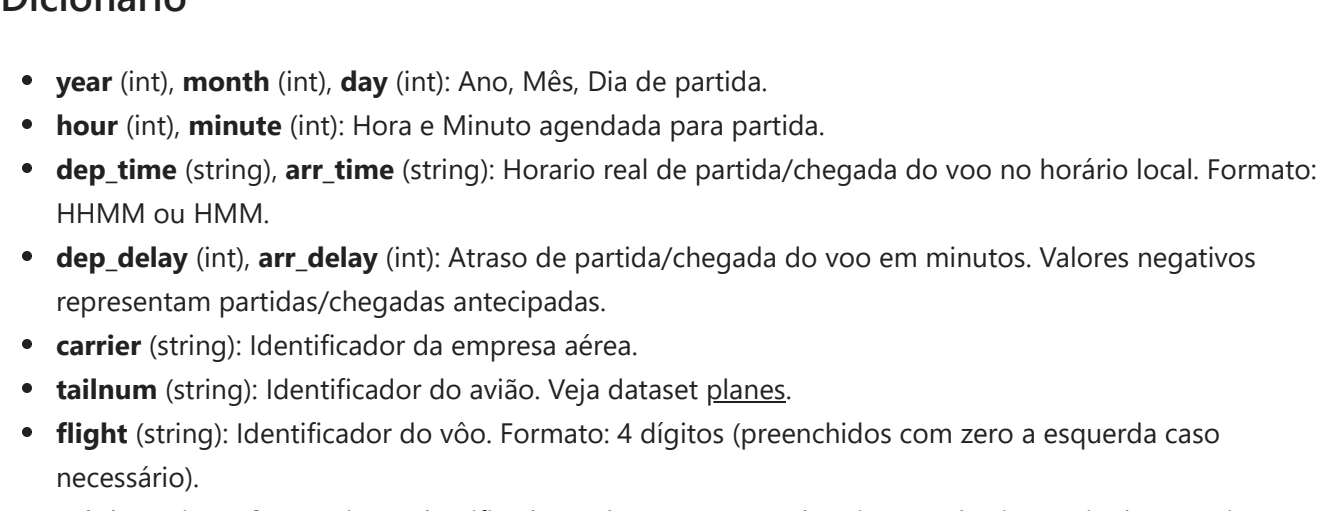 Dicionário
• year (int), month (int), day (int): Ano, Mês, Dia de partida.
• hour (int), minute (int): Hora e Minuto agendada para partida.
• dep_time (string), arr_time (string): Horario real de partida/chegada do voo no horário local. Formato:
HHMM ou HMM.
• dep_delay (int), arr_delay (int): Atraso de partida/chegada do voo em minutos. Valores negativos
representam partidas/chegadas antecipadas.
• carrier (string): Identificador da empresa aérea.
• tailnum (string): Identificador do avião. Veja dataset planes.
• flight (string): Identificador do vôo. Formato: 4 dígitos (preenchidos com zero a esquerda caso
necessário).